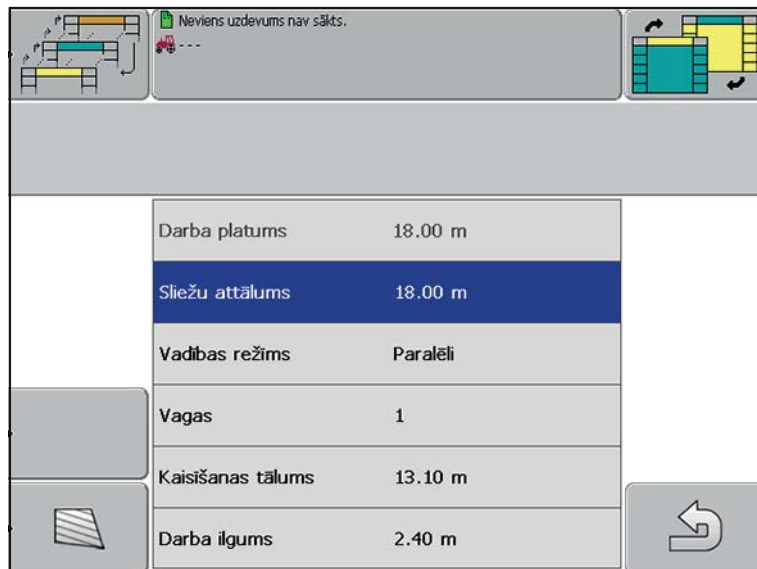 Neviens uzdevums nav sākts.
---
Darba platums 18.00 m
Sliežu attālums 18.00 m
Vadības režīms Paralēli
Vagas 1
Kaisīšanas tālums 13.10 m
Darba ilgums 2.40 m